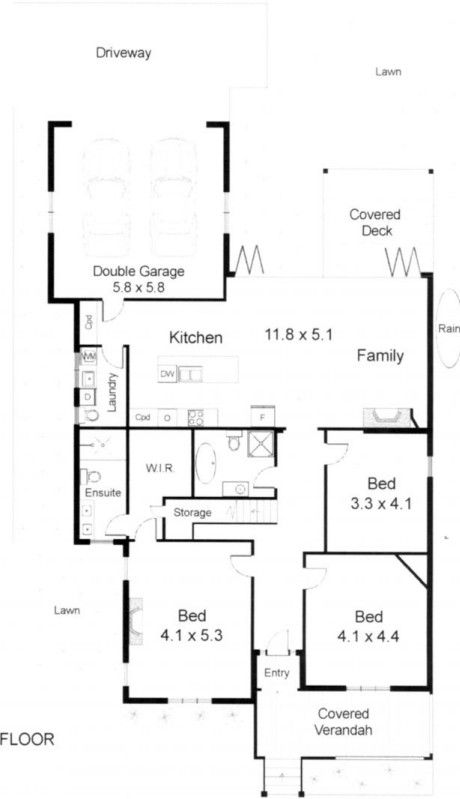 Driveway
Lawn
Covered
Deck
Double Garage
5.8 x 5.8
Cpd
Kitchen
11.8 x 5.1
Family
Rain
WM
D
Laundry
DW
Cpd
O
F
W.I.R.
Ensuite
Storage
Bed
3.3 x 4.1
Lawn
Bed
4.1 x 5.3
Bed
4.1 x 4.4
Entry
Covered
Verandah
FLOOR